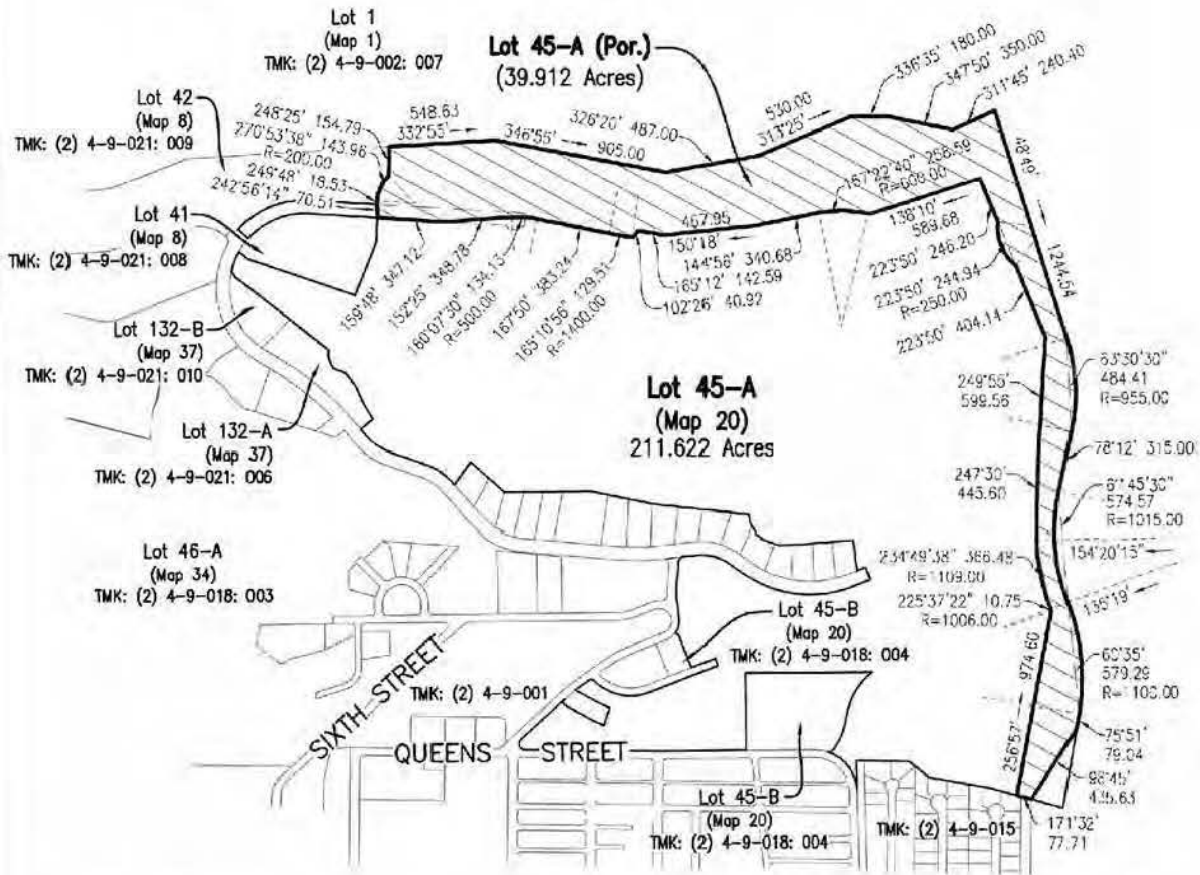 Lot 1
(Map 1)
TMK: (2) 4-9-002: 007
Lot 45-A (Por.)
(39.912 Acres)
336°35' 180.00
347°50' 350.00
311°45' 240.40
Lot 42
(Map 8)
TMK: (2) 4-9-021: 009
248°25' 154.79
270°53'38" 143.96
R=200.00
249°48' 18.53
242°56'14" 70.51
548.63
332°55'
346°55'
905.00
326°20' 487.00
530.00
313°25'
167°22'40" 258.59
R=600.00
48°49'
1244.54
Lot 41
(Map 8)
TMK: (2) 4-9-021: 008
467.95
150°18'
138°10'
589.68
144°56' 340.68
165°12' 142.59
102°26' 40.92
159°48' 347.12
152°25' 348.78
160°07'30" 134.13
R=500.00
167°50' 383.24
165°10'56" 129.51
R=1400.00
223°50' 246.20
223°50' 244.94
R=250.00
223°50' 404.14
Lot 132-B
(Map 37)
TMK: (2) 4-9-021: 010
Lot 45-A
(Map 20)
211.622 Acres
249°55'
599.56
63°30'30"
484.41
R=955.00
Lot 132-A
(Map 37)
TMK: (2) 4-9-021: 006
78°12' 315.00
247°30'
445.60
45'30"
574.57
R=1015.00
Lot 46-A
(Map 34)
TMK: (2) 4-9-018: 003
234°49'38" 366.48
R=1109.00
154°20'15"
135°19'
225°37'22" 10.75
R=1006.00
Lot 45-B
(Map 20)
TMK: (2) 4-9-018: 004
974.60
256°57'
60°35'
579.29
R=1100.00
SIXTH STREET
TMK: (2) 4-9-001
QUEENS STREET
75°51'
79.04
98°45'
Lot 45-B
(Map 20)
TMK: (2) 4-9-018: 004
TMK: (2) 4-9-015
171°32'
77.71